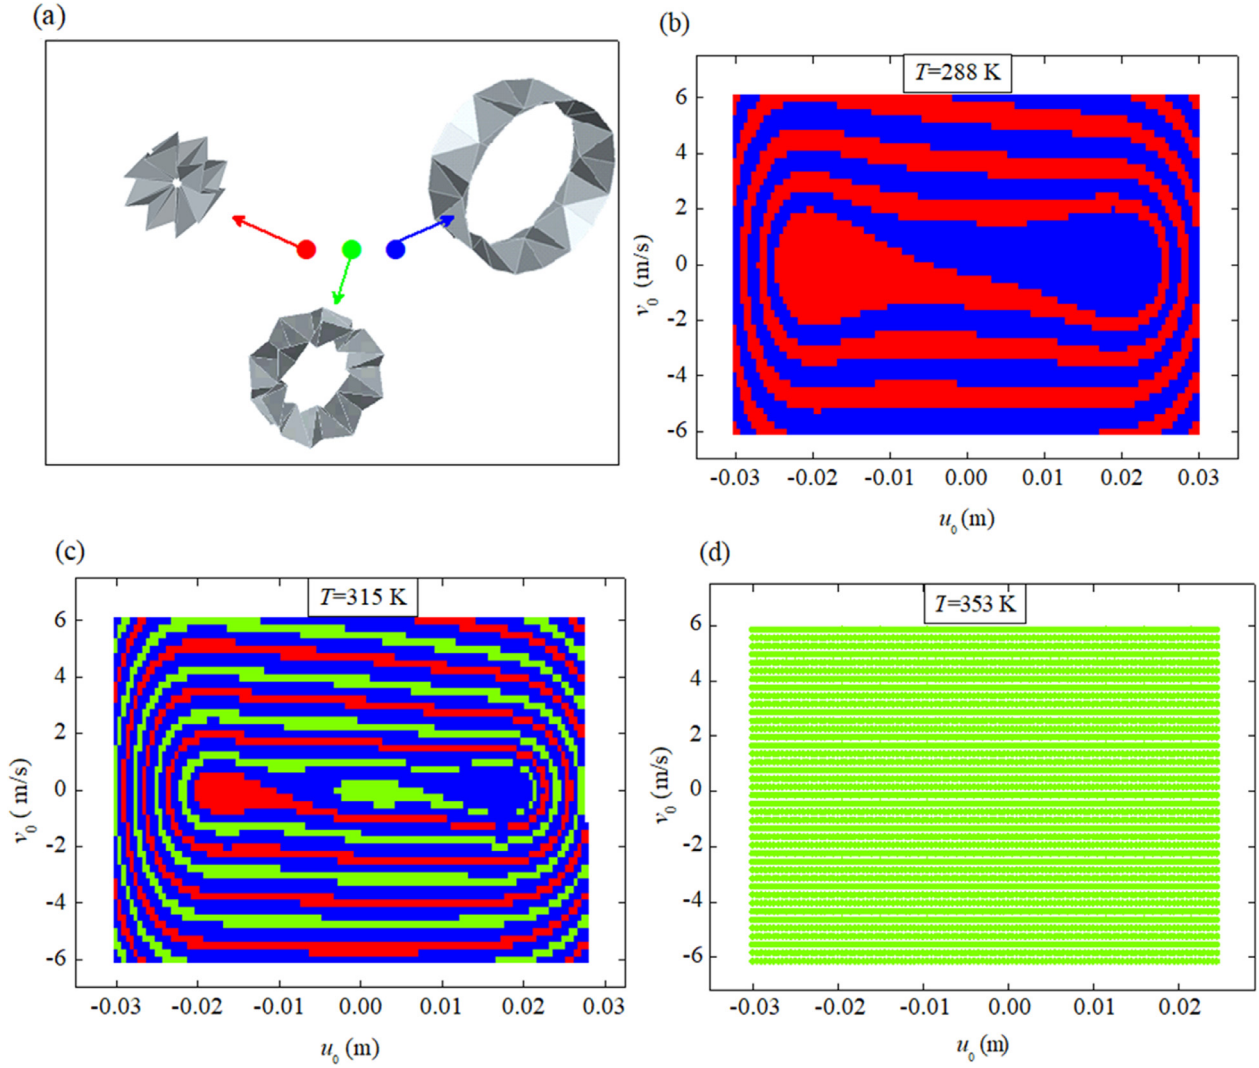 (a)
(b)
T=288 K
6
4
2
0
-2
-4
-6
v₀ (m/s)
-0.03 -0.02 -0.01 0.00 0.01 0.02 0.03
u₀ (m)
(c)
T=315 K
6
4
2
0
-2
-4
-6
v₀ ( m/s)
-0.03 -0.02 -0.01 0.00 0.01 0.02 0.03
u₀ (m)
(d)
T=353 K
6
4
2
0
-2
-4
-6
v₀ (m/s)
-0.03 -0.02 -0.01 0.00 0.01 0.02
u₀ (m)